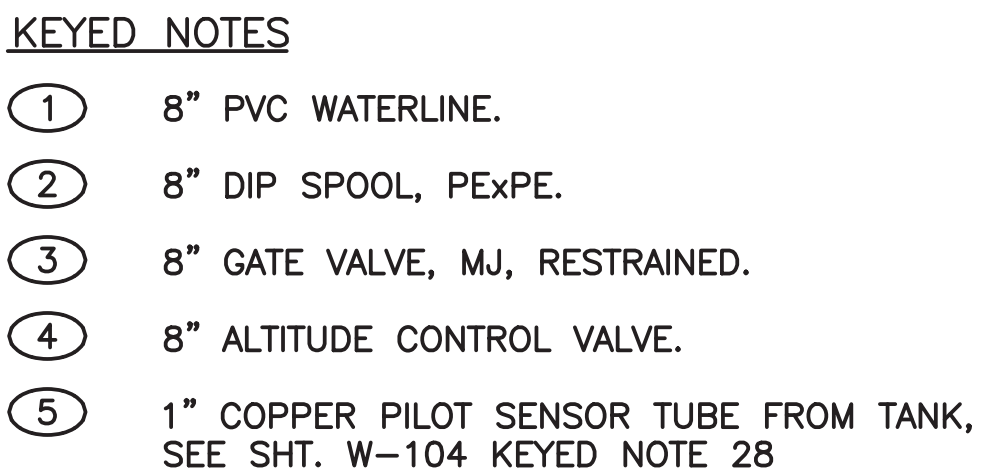 KEYED NOTES
1 8” PVC WATERLINE.
2 8” DIP SPOOL, PExPE.
3 8” GATE VALVE, MJ, RESTRAINED.
4 8” ALTITUDE CONTROL VALVE.
5 1” COPPER PILOT SENSOR TUBE FROM TANK,
SEE SHT. W–104 KEYED NOTE 28